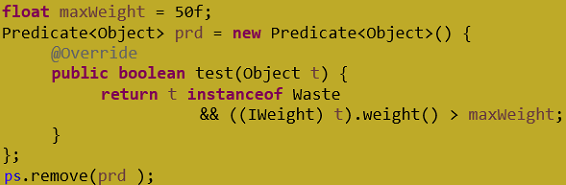 float maxWeight = 50f;
Predicate<Object> prd = new Predicate<Object>() {
@Override
public boolean test(Object t) {
return t instanceof Waste
&& ((IWeight) t).weight() > maxWeight;
}
};
ps.remove(prd );